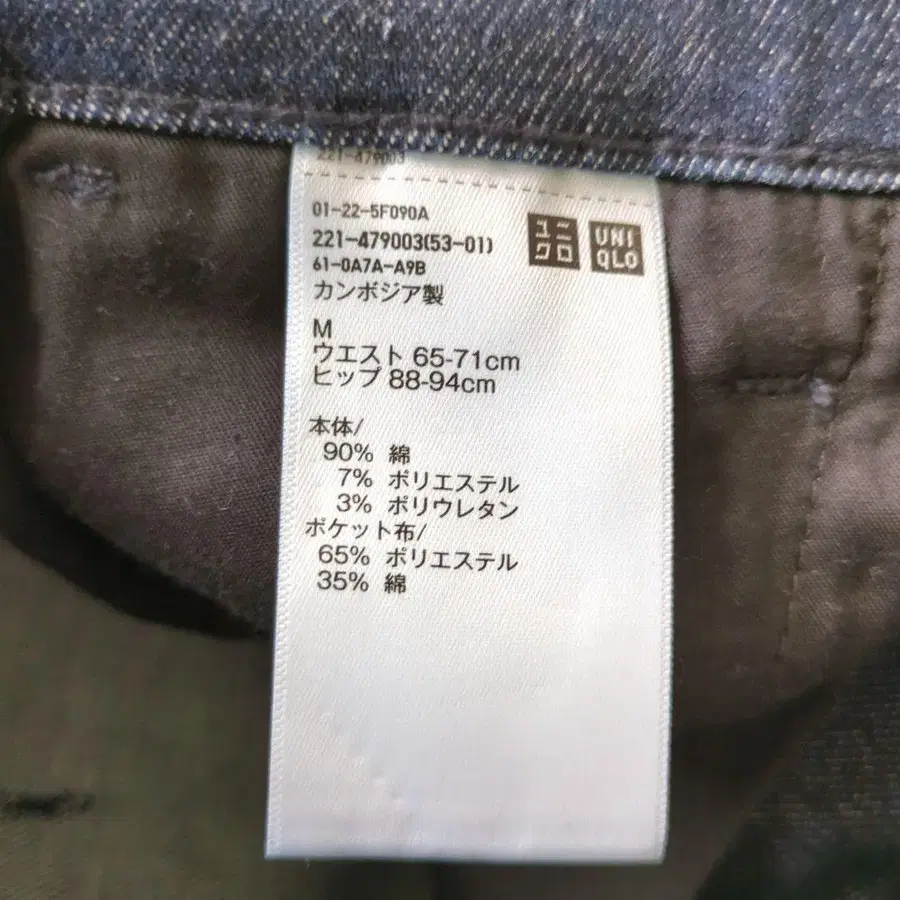 221-479003
01-22-5F090A
221-479003(53-01)
61-0A7A-A9B
カンボジア製
ユニ
クロ
UNI
QLO
M
ウエスト 65-71cm
ヒップ 88-94cm
本体/
90% 綿
7% ポリエステル
3% ポリウレタン
ポケット布/
65% ポリエステル
35% 綿